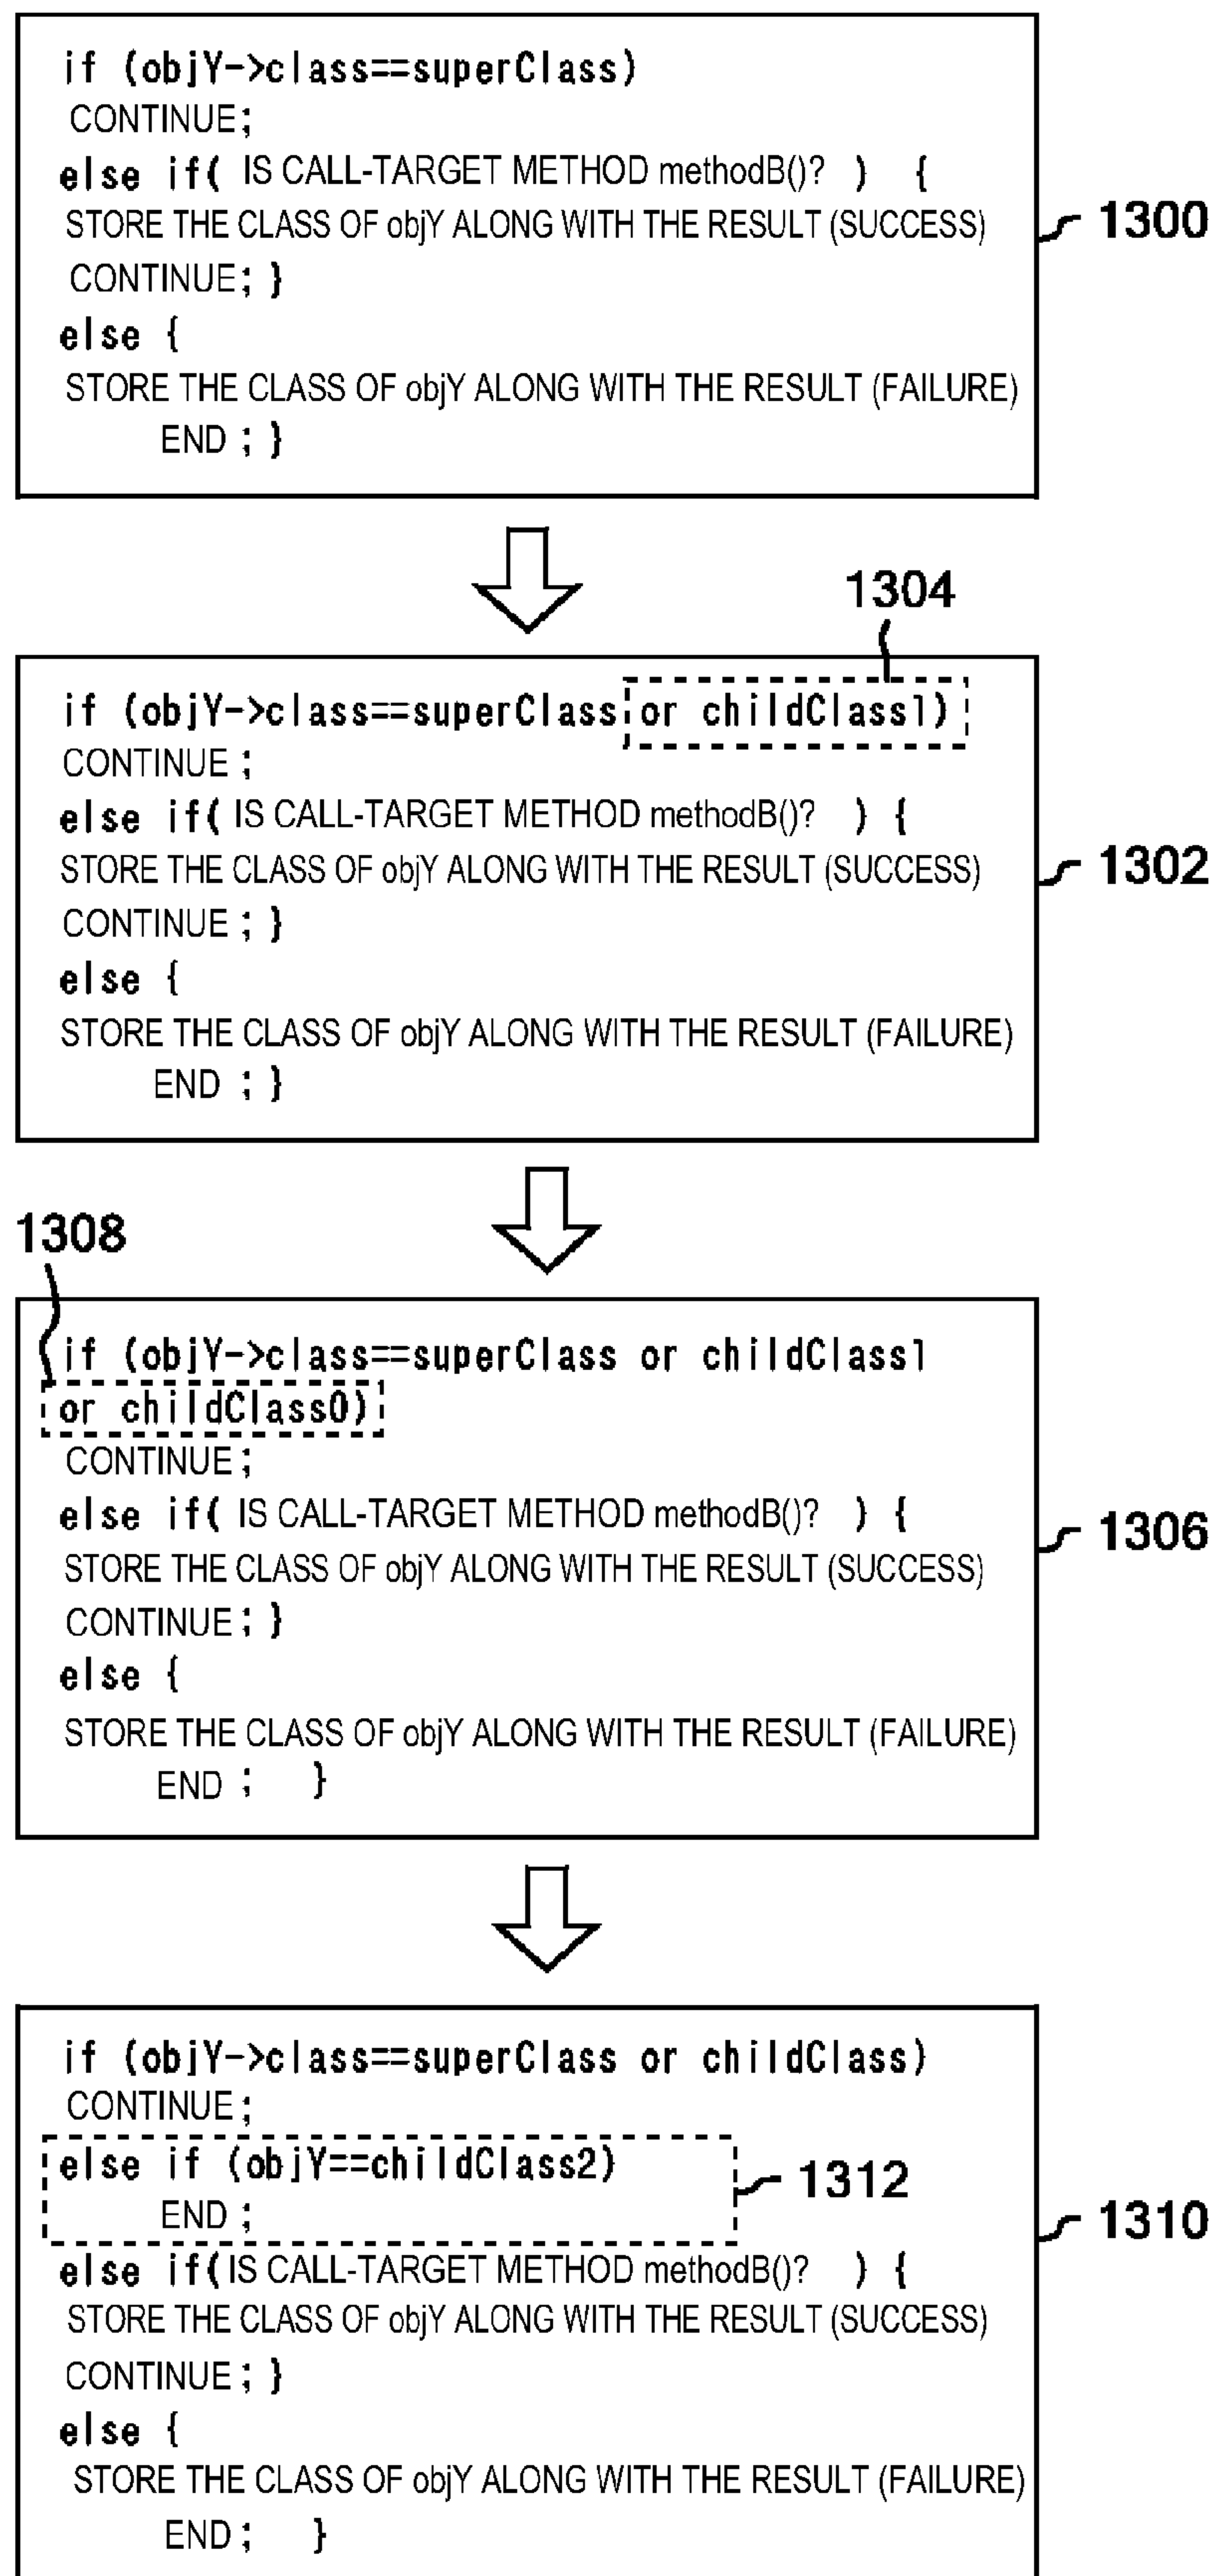 if (objY->class==superClass)
CONTINUE;
else if( IS CALL-TARGET METHOD methodB()? ) {
STORE THE CLASS OF objY ALONG WITH THE RESULT (SUCCESS)
1300
CONTINUE; }
else {
STORE THE CLASS OF objY ALONG WITH THE RESULT (FAILURE)
END ; }
1304
if (objY->class==superClass or childClass1)
CONTINUE ;
else if( IS CALL-TARGET METHOD methodB()? ) {
STORE THE CLASS OF objY ALONG WITH THE RESULT (SUCCESS)
1302
CONTINUE ; }
else {
STORE THE CLASS OF objY ALONG WITH THE RESULT (FAILURE)
END ; }
1308
if (objY->class==superClass or childClass1
or childClass0)
CONTINUE ;
else if( IS CALL-TARGET METHOD methodB()? ) {
1306
STORE THE CLASS OF objY ALONG WITH THE RESULT (SUCCESS)
CONTINUE ; }
else {
STORE THE CLASS OF objY ALONG WITH THE RESULT (FAILURE)
END ; }
if (objY->class==superClass or childClass)
CONTINUE ;
else if (objY==childClass2)
1312
END ;
1310
else if(IS CALL-TARGET METHOD methodB()? ) {
STORE THE CLASS OF objY ALONG WITH THE RESULT (SUCCESS)
CONTINUE ; }
else {
STORE THE CLASS OF objY ALONG WITH THE RESULT (FAILURE)
END ; }